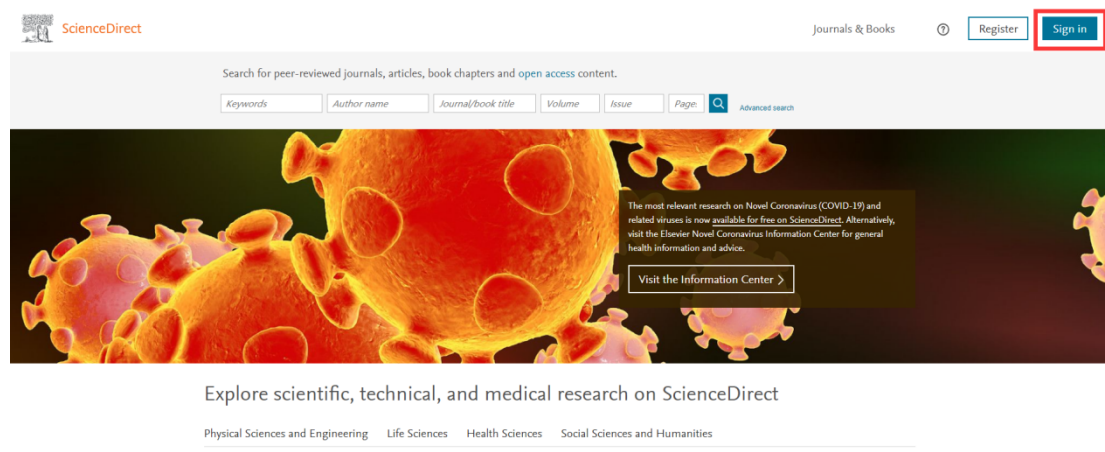 ScienceDirect
Journals & Books
?
Register
Sign in
Search for peer-reviewed journals, articles, book chapters and open access content.
Keywords
Author name
Journal/book title
Volume
Issue
Page:
Advanced search
The most relevant research on Novel Coronavirus (COVID-19) and
related viruses is now available for free on ScienceDirect. Alternatively,
visit the Elsevier Novel Coronavirus Information Center for general
health information and advice.
Visit the Information Center >
Explore scientific, technical, and medical research on ScienceDirect
Physical Sciences and Engineering
Life Sciences
Health Sciences
Social Sciences and Humanities